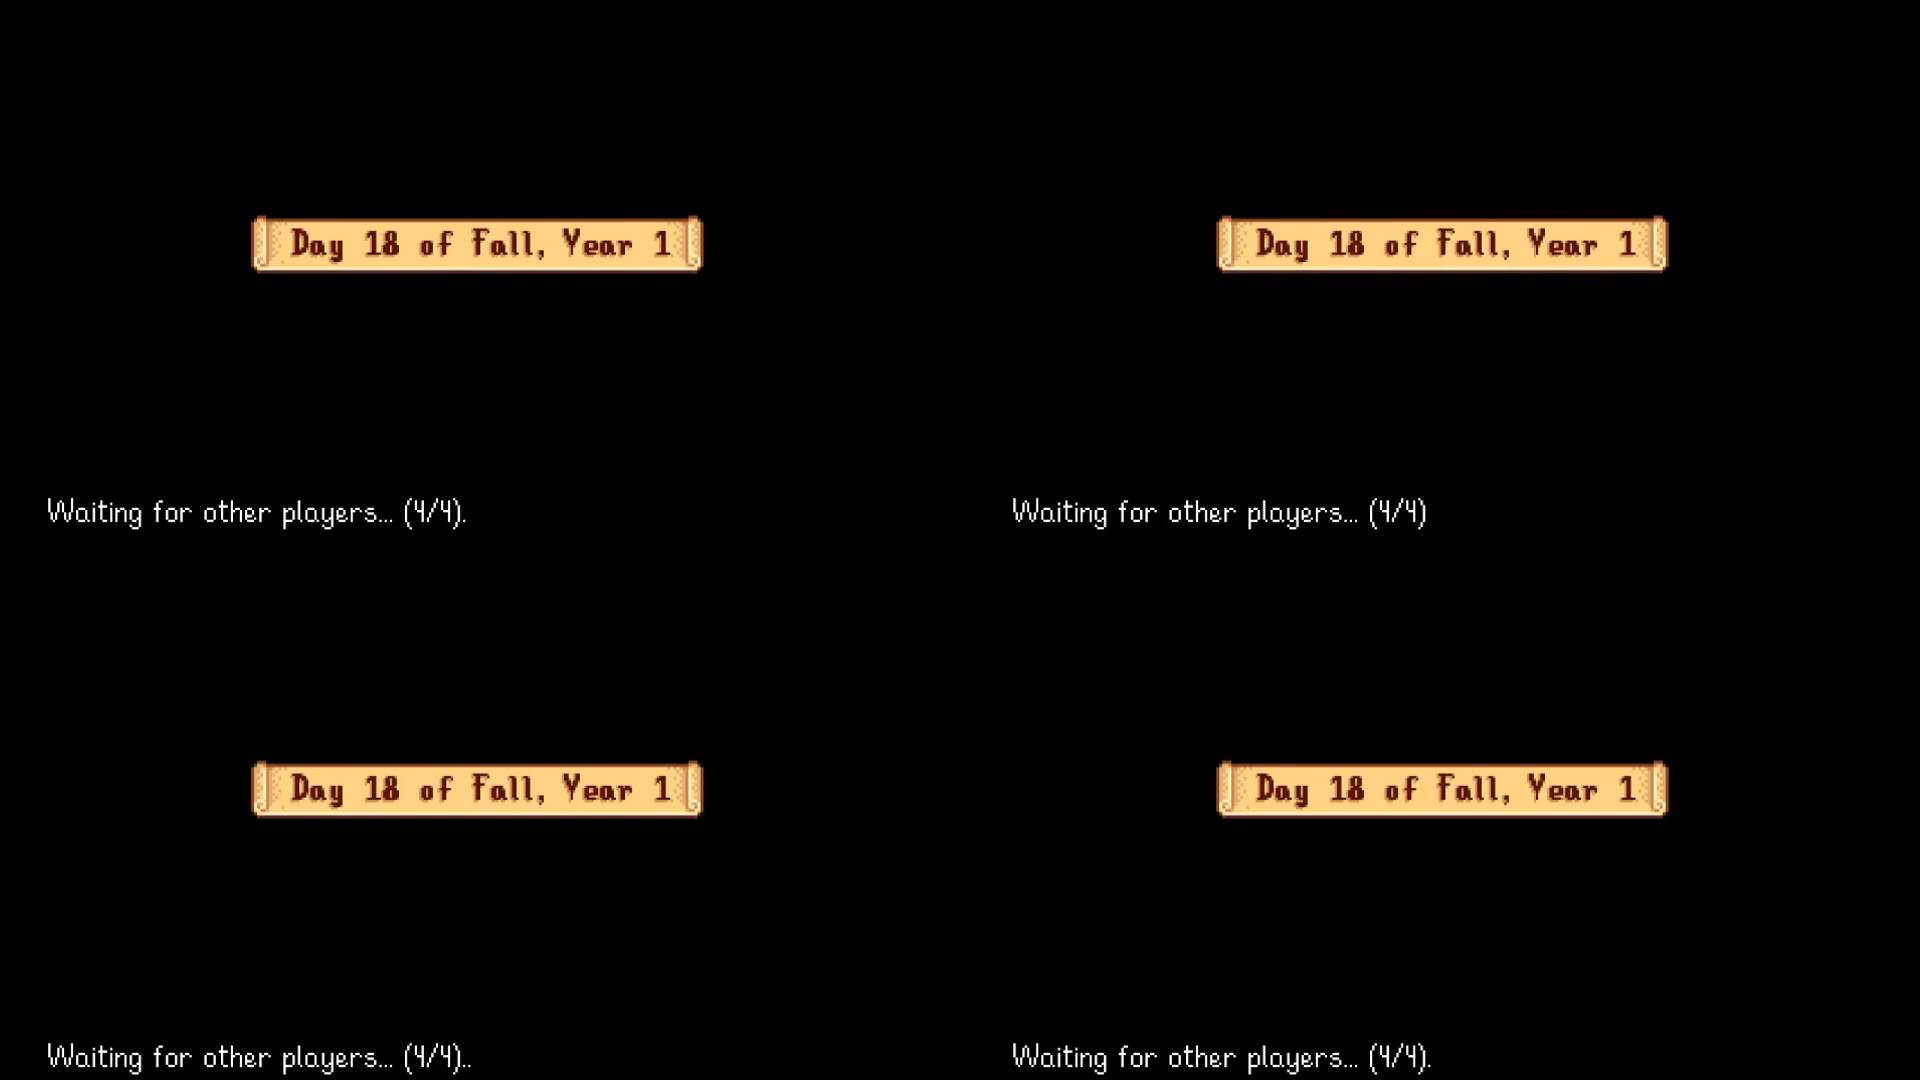 Day 18 of Fall, Year 1
Day 18 of Fall, Year 1
Waiting for other players... (4/4).
Waiting for other players... (4/4)
Day 18 of Fall, Year 1
Day 18 of Fall, Year 1
Waiting for other players... (4/4)..
Waiting for other players... (4/4).